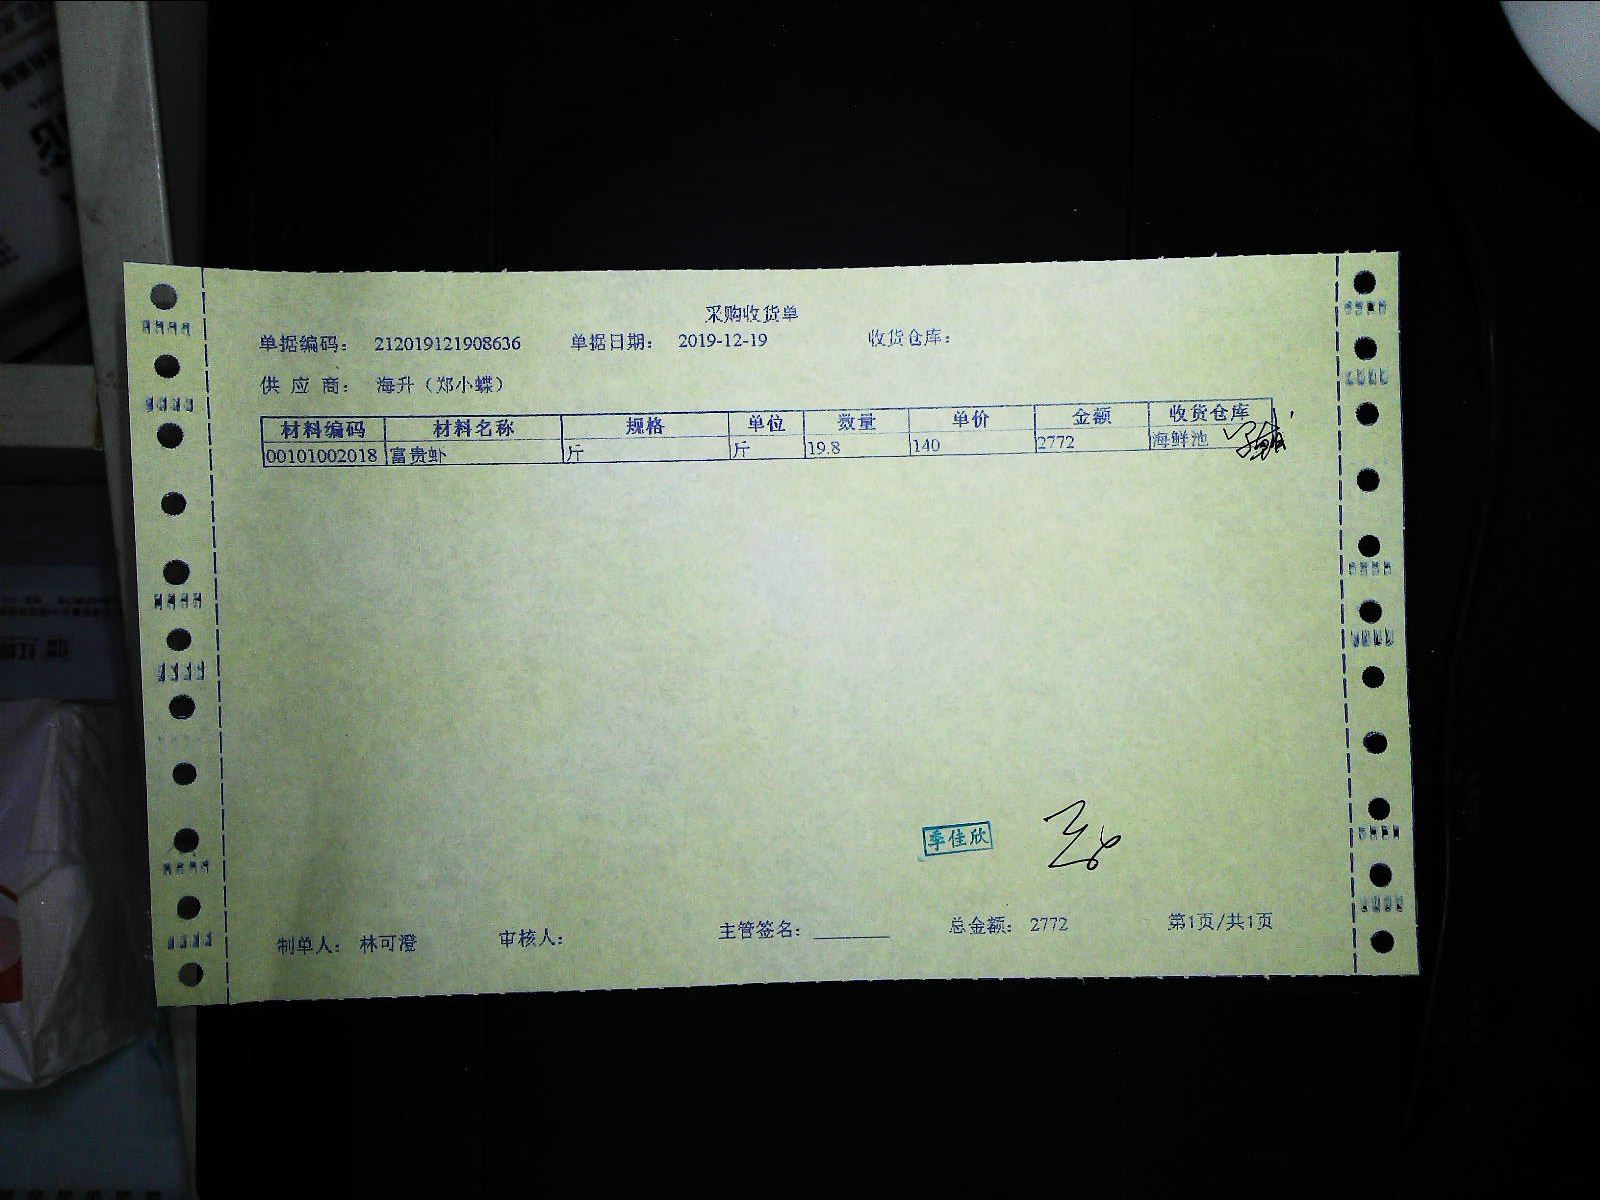 采购收货单
单据编码： 212019121908636 单据日期： 2019-12-19 收货仓库：
供 应 商： 海升（郑小蝶）
材料编码 材料名称 规格 单位 数量 单价 金额 收货仓库
00101002018 富贵虾 斤 斤 19.8 140 2772 海鲜池
季佳欣
制单人： 林可澄 审核人： 主管签名： 总金额： 2772 第1页/共1页